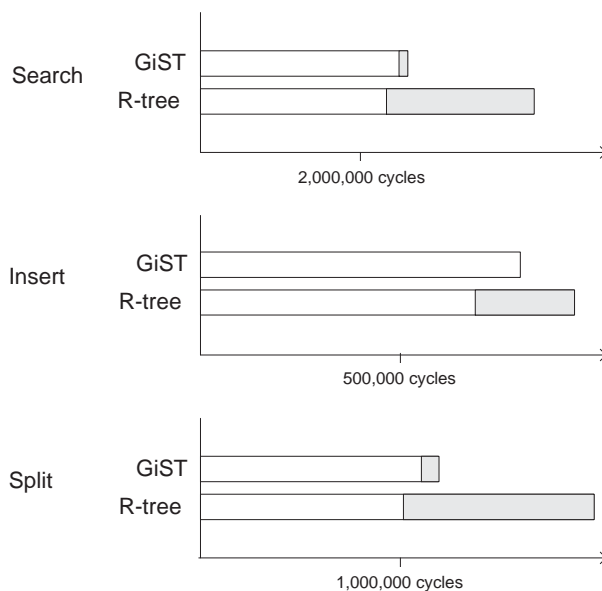 GiST
Search
R-tree
2,000,000 cycles
GiST
Insert
R-tree
500,000 cycles
GiST
Split
R-tree
1,000,000 cycles